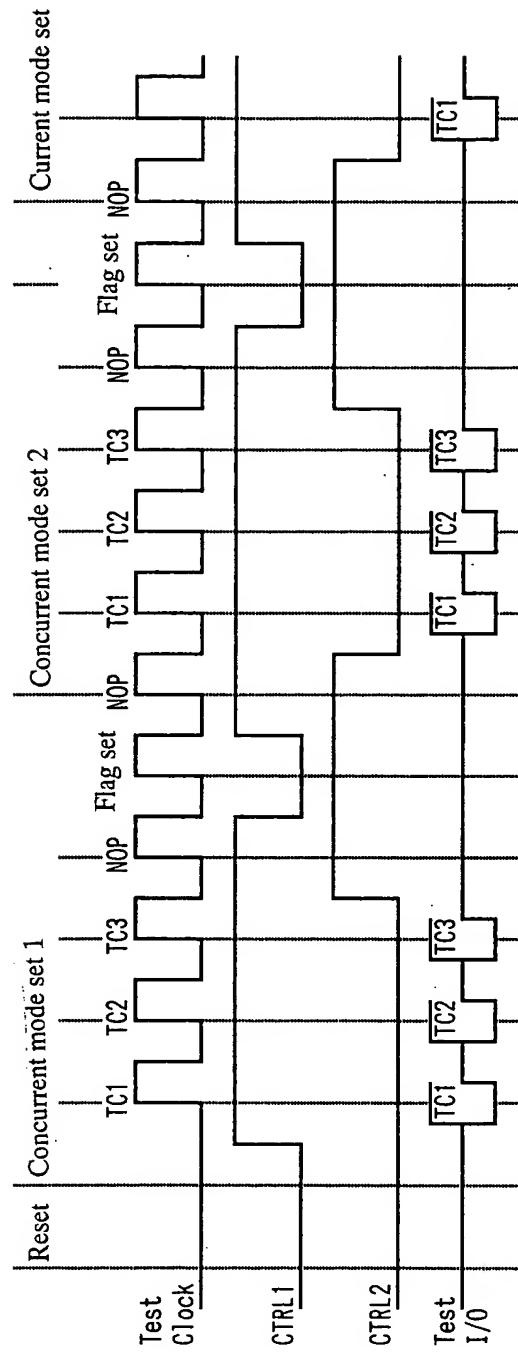 Reset
Concurrent mode set 1
Concurrent mode set 2
Current mode set
Flag set
Flag set
TC1
TC2
TC3
NOP
NOP
TC1
TC2
TC3
NOP
NOP
Test
Clock
CTRL1
CTRL2
Test
I/O
TC1
TC2
TC3
TC1
TC2
TC3
TC1